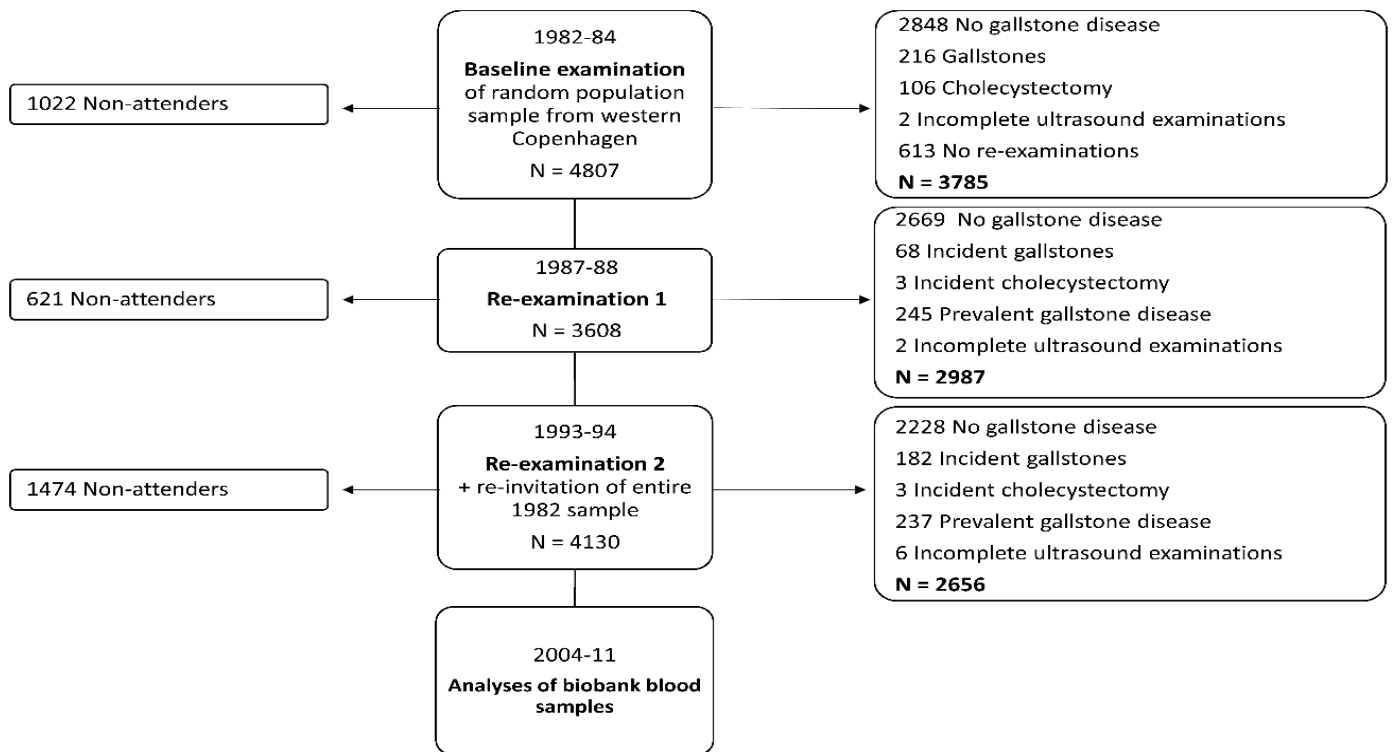 1982-84
Baseline examination
of random population
sample from western
Copenhagen
N = 4807
1022 Non-attenders
2848 No gallstone disease
216 Gallstones
106 Cholecystectomy
2 Incomplete ultrasound examinations
613 No re-examinations
N = 3785
1987-88
Re-examination 1
N = 3608
621 Non-attenders
2669 No gallstone disease
68 Incident gallstones
3 Incident cholecystectomy
245 Prevalent gallstone disease
2 Incomplete ultrasound examinations
N = 2987
1993-94
Re-examination 2
+ re-invitation of entire
1982 sample
N = 4130
1474 Non-attenders
2228 No gallstone disease
182 Incident gallstones
3 Incident cholecystectomy
237 Prevalent gallstone disease
6 Incomplete ultrasound examinations
N = 2656
2004-11
Analyses of biobank blood
samples